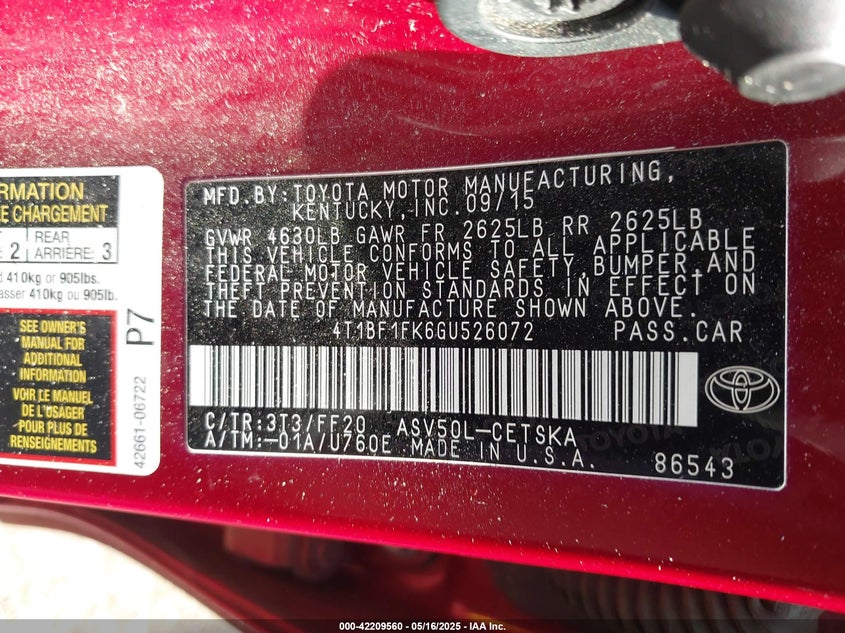 RMATION
E CHARGEMENT
2 REAR
ARRIÈRE: 3
410kg or 905lbs.
asser 410kg ou 905lb.
SEE OWNER'S
MANUAL FOR
ADDITIONAL
INFORMATION
VOIR LE MANUEL
DE L'USAGER
POUR PLUS DE
RENSEIGNEMENTS
P7
42661-06722
MFD.BY:TOYOTA MOTOR MANUFACTURING,
KENTUCKY,INC.09/15
GVWR 4630LB GAWR FR 2625LB RR 2625LB
THIS VEHICLE CONFORMS TO ALL APPLICABLE
FEDERAL MOTOR VEHICLE SAFETY,BUMPER,AND
THEFT PREVENTION STANDARDS IN EFFECT ON
THE DATE OF MANUFACTURE SHOWN ABOVE.
4T1BF1FK6GU526072 PASS.CAR
C/TR:3T3/FF20 ASV50L-CETSKA
A/TM:-01A/U760E MADE IN U.S.A.
86543
000-42209560 - 05/16/2025 - IAA Inc.